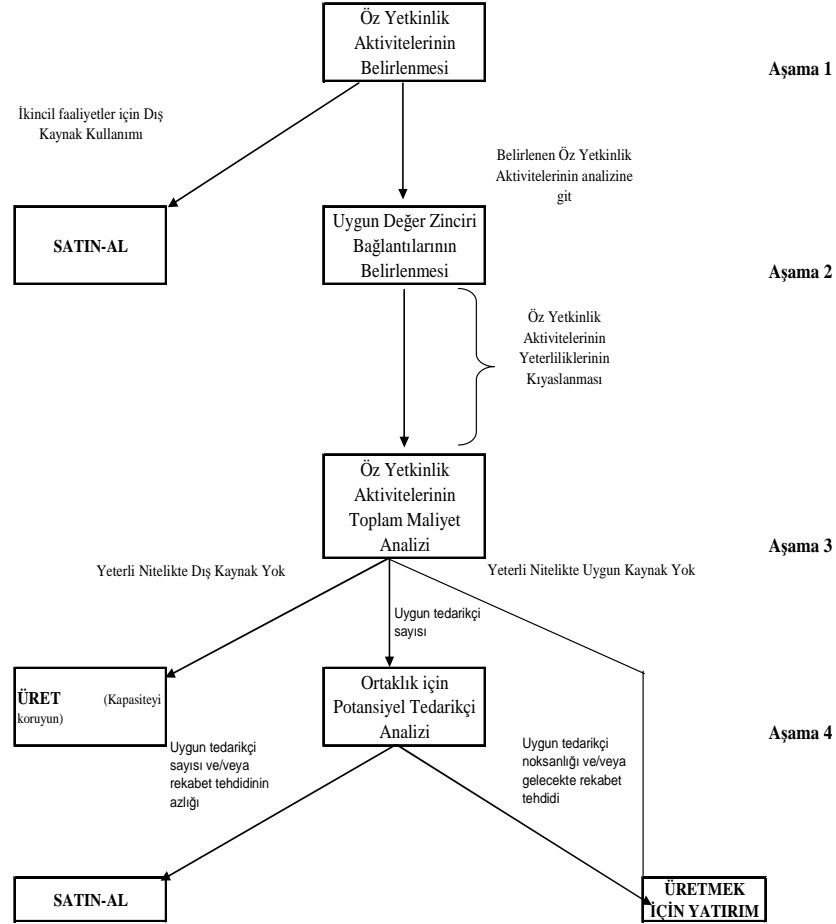 Öz Yetkinlik
Aktivitelerinin
Belirlenmesi
Aşama 1
İkincil faaliyetler için Dış
Kaynak Kullanımı
Belirlenen Öz Yetkinlik
Aktivitelerinin analizine
git
SATIN-AL
Uygun Değer Zinciri
Bağlantılarının
Belirlenmesi
Aşama 2
Öz Yetkinlik
Aktivitelerinin
Yeterliliklerinin
Kıyaslanması
Öz Yetkinlik
Aktivitelerinin
Toplam Maliyet
Analizi
Aşama 3
Yeterli Nitelikte Dış Kaynak Yok
Yeterli Nitelikte Uygun Kaynak Yok
Uygun tedarikçi
sayısı
ÜRET (Kapasiteyi
koruyun)
Ortaklık için
Potansiyel Tedarikçi
Analizi
Aşama 4
Uygun tedarikçi
sayısı ve/veya
rekabet tehdidinin
azlığı
Uygun tedarikçi
noksanlığı ve/veya
gelecekte rekabet
tehdidi
SATIN-AL
ÜRETMEK
İÇİN YATIRIM